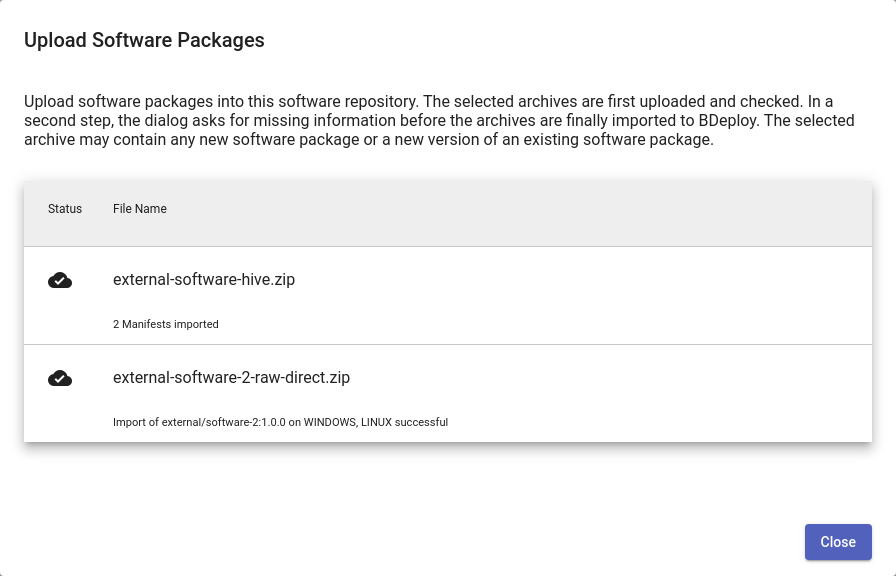 Upload Software Packages
Upload software packages into this software repository. The selected archives are first uploaded and checked. In a
second step, the dialog asks for missing information before the archives are finally imported to BDeploy. The selected
archive may contain any new software package or a new version of an existing software package.
Status File Name
external-software-hive.zip
2 Manifests imported
external-software-2-raw-direct.zip
Import of external/software-2:1.0.0 on WINDOWS, LINUX successful
Close